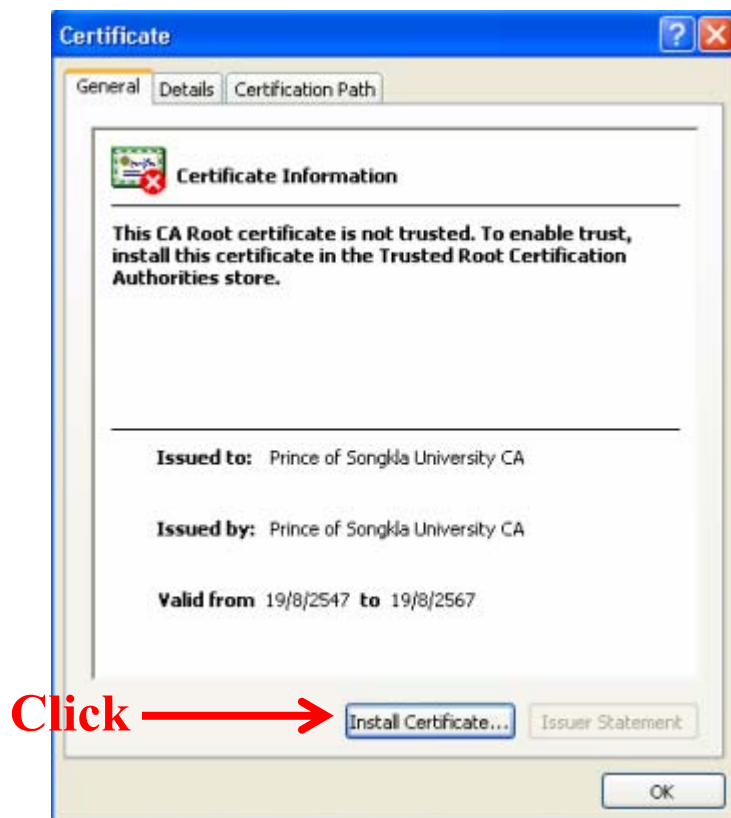 Certificate
General Details Certification Path
Certificate Information
This CA Root certificate is not trusted. To enable trust,
install this certificate in the Trusted Root Certification
Authorities store.
Issued to: Prince of Songkla University CA
Issued by: Prince of Songkla University CA
Valid from 19/8/2547 to 19/8/2567
Click Install Certificate... Issuer Statement
OK